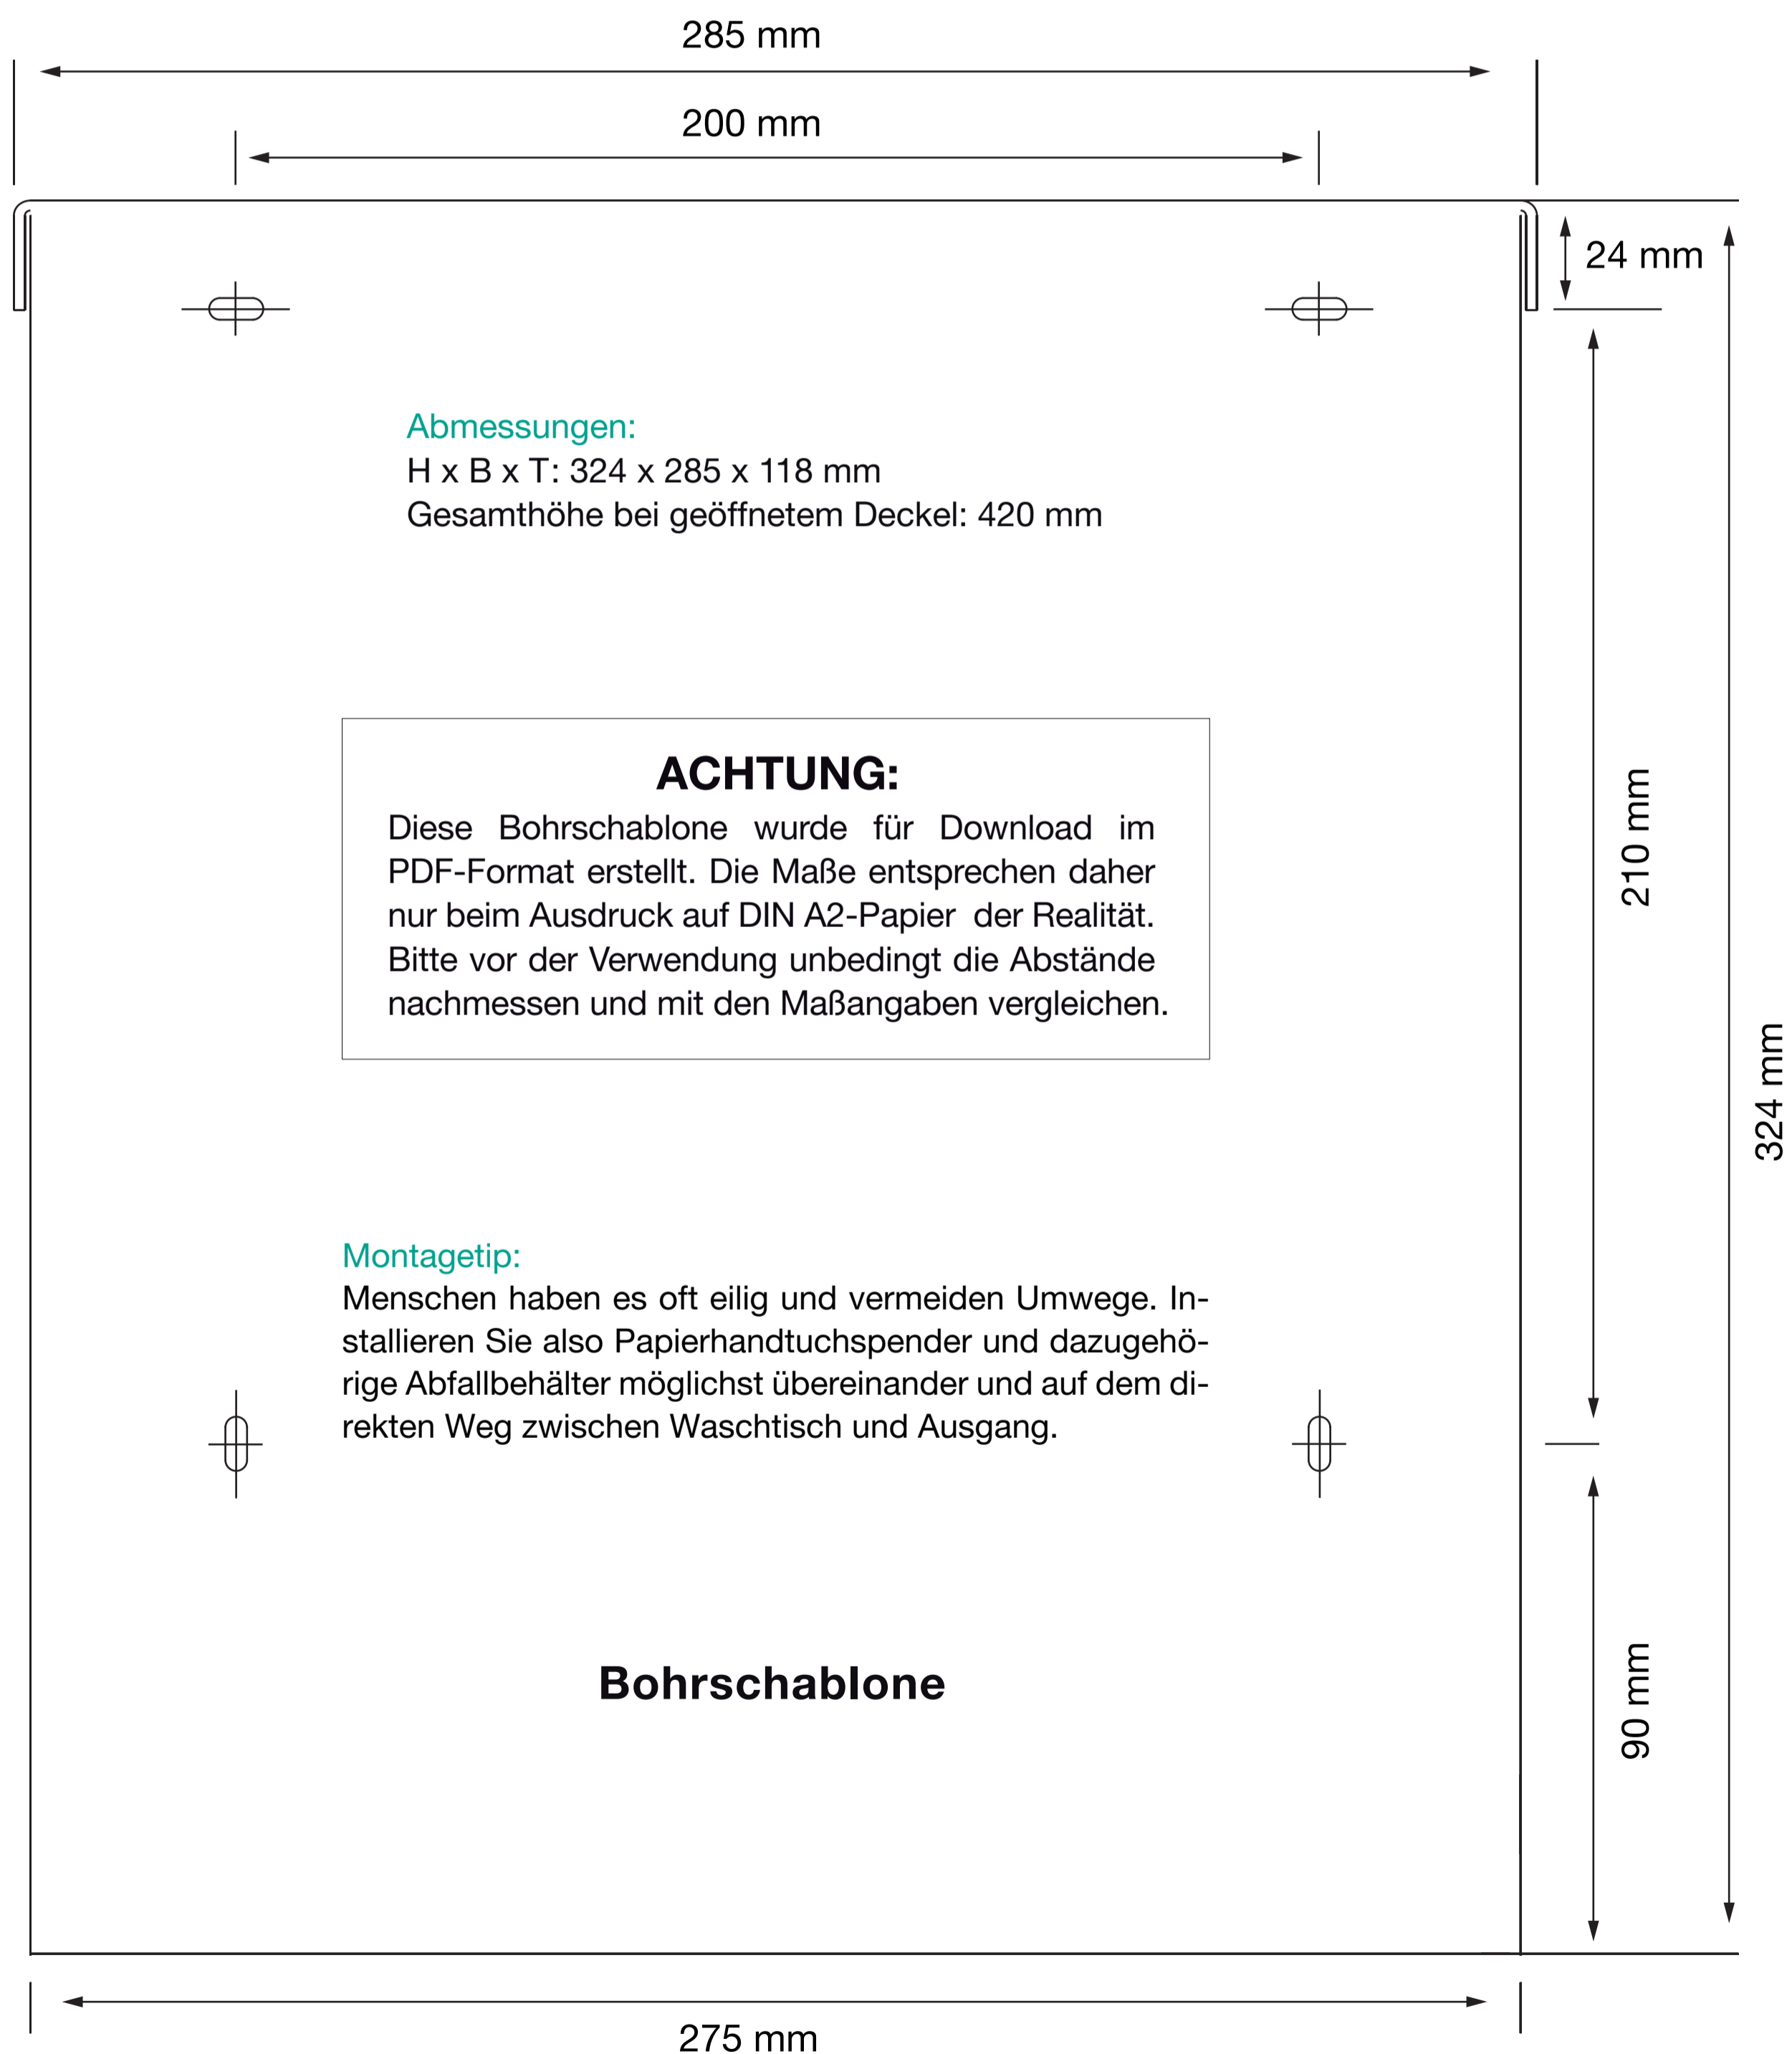 285 mm
200 mm
24 mm
Abmessungen:
H x B x T: 324 x 285 x 118 mm
Gesamthöhe bei geöffnetem Deckel: 420 mm
ACHTUNG:
Diese Bohrschablone wurde für Download im
PDF-Format erstellt. Die Maße entsprechen daher
nur beim Ausdruck auf DIN A2-Papier der Realität.
Bitte vor der Verwendung unbedingt die Abstände
nachmessen und mit den Maßangaben vergleichen.
210 mm
324 mm
Montagetip:
Menschen haben es oft eilig und vermeiden Umwege. In-
stallieren Sie also Papierhandtuchspender und dazugehö-
rige Abfallbehälter möglichst übereinander und auf dem di-
rekten Weg zwischen Waschtisch und Ausgang.
Bohrschablone
90 mm
275 mm